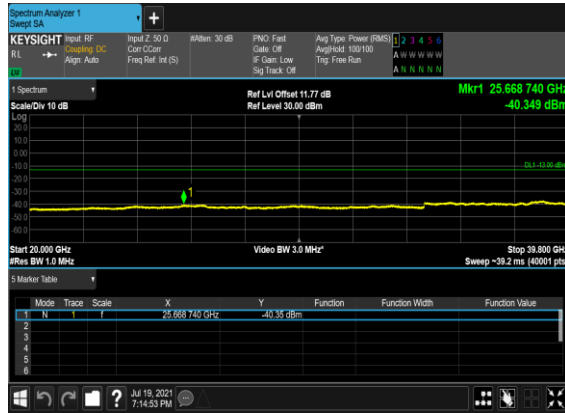 Spectrum Analyzer 1
Swept SA
+
KEYSIGHT Input: RF Input Z: 50 Ω #Atten: 30 dB PNO: Fast Avg Type: Power (RMS) 1 2 3 4 5 6
RL Coupling: DC Corr CCorr Gate: Off Avg|Hold: 100/100 A W W W W W
Align: Auto Freq Ref: Int (S) IF Gain: Low Trig: Free Run
LW Sig Track: Off A N N N N N
1 Spectrum Ref Lvl Offset 11.77 dB Mkr1 25.668 740 GHz
Scale/Div 10 dB Ref Level 30.00 dBm -40.349 dBm
Log
20.0
10.0
0.00
-10.0 DL1 -13.00 dBm
-20.0
-30.0 1
-40.0
-50.0
-60.0
Start 20.000 GHz Video BW 3.0 MHz* Stop 39.800 GHz
#Res BW 1.0 MHz Sweep ~39.2 ms (40001 pts)
5 Marker Table
Mode Trace Scale X Y Function Function Width Function Value
1 N 1 f 25.668 740 GHz -40.35 dBm
2
3
4
5
6
? Jul 19, 2021
7:14:53 PM